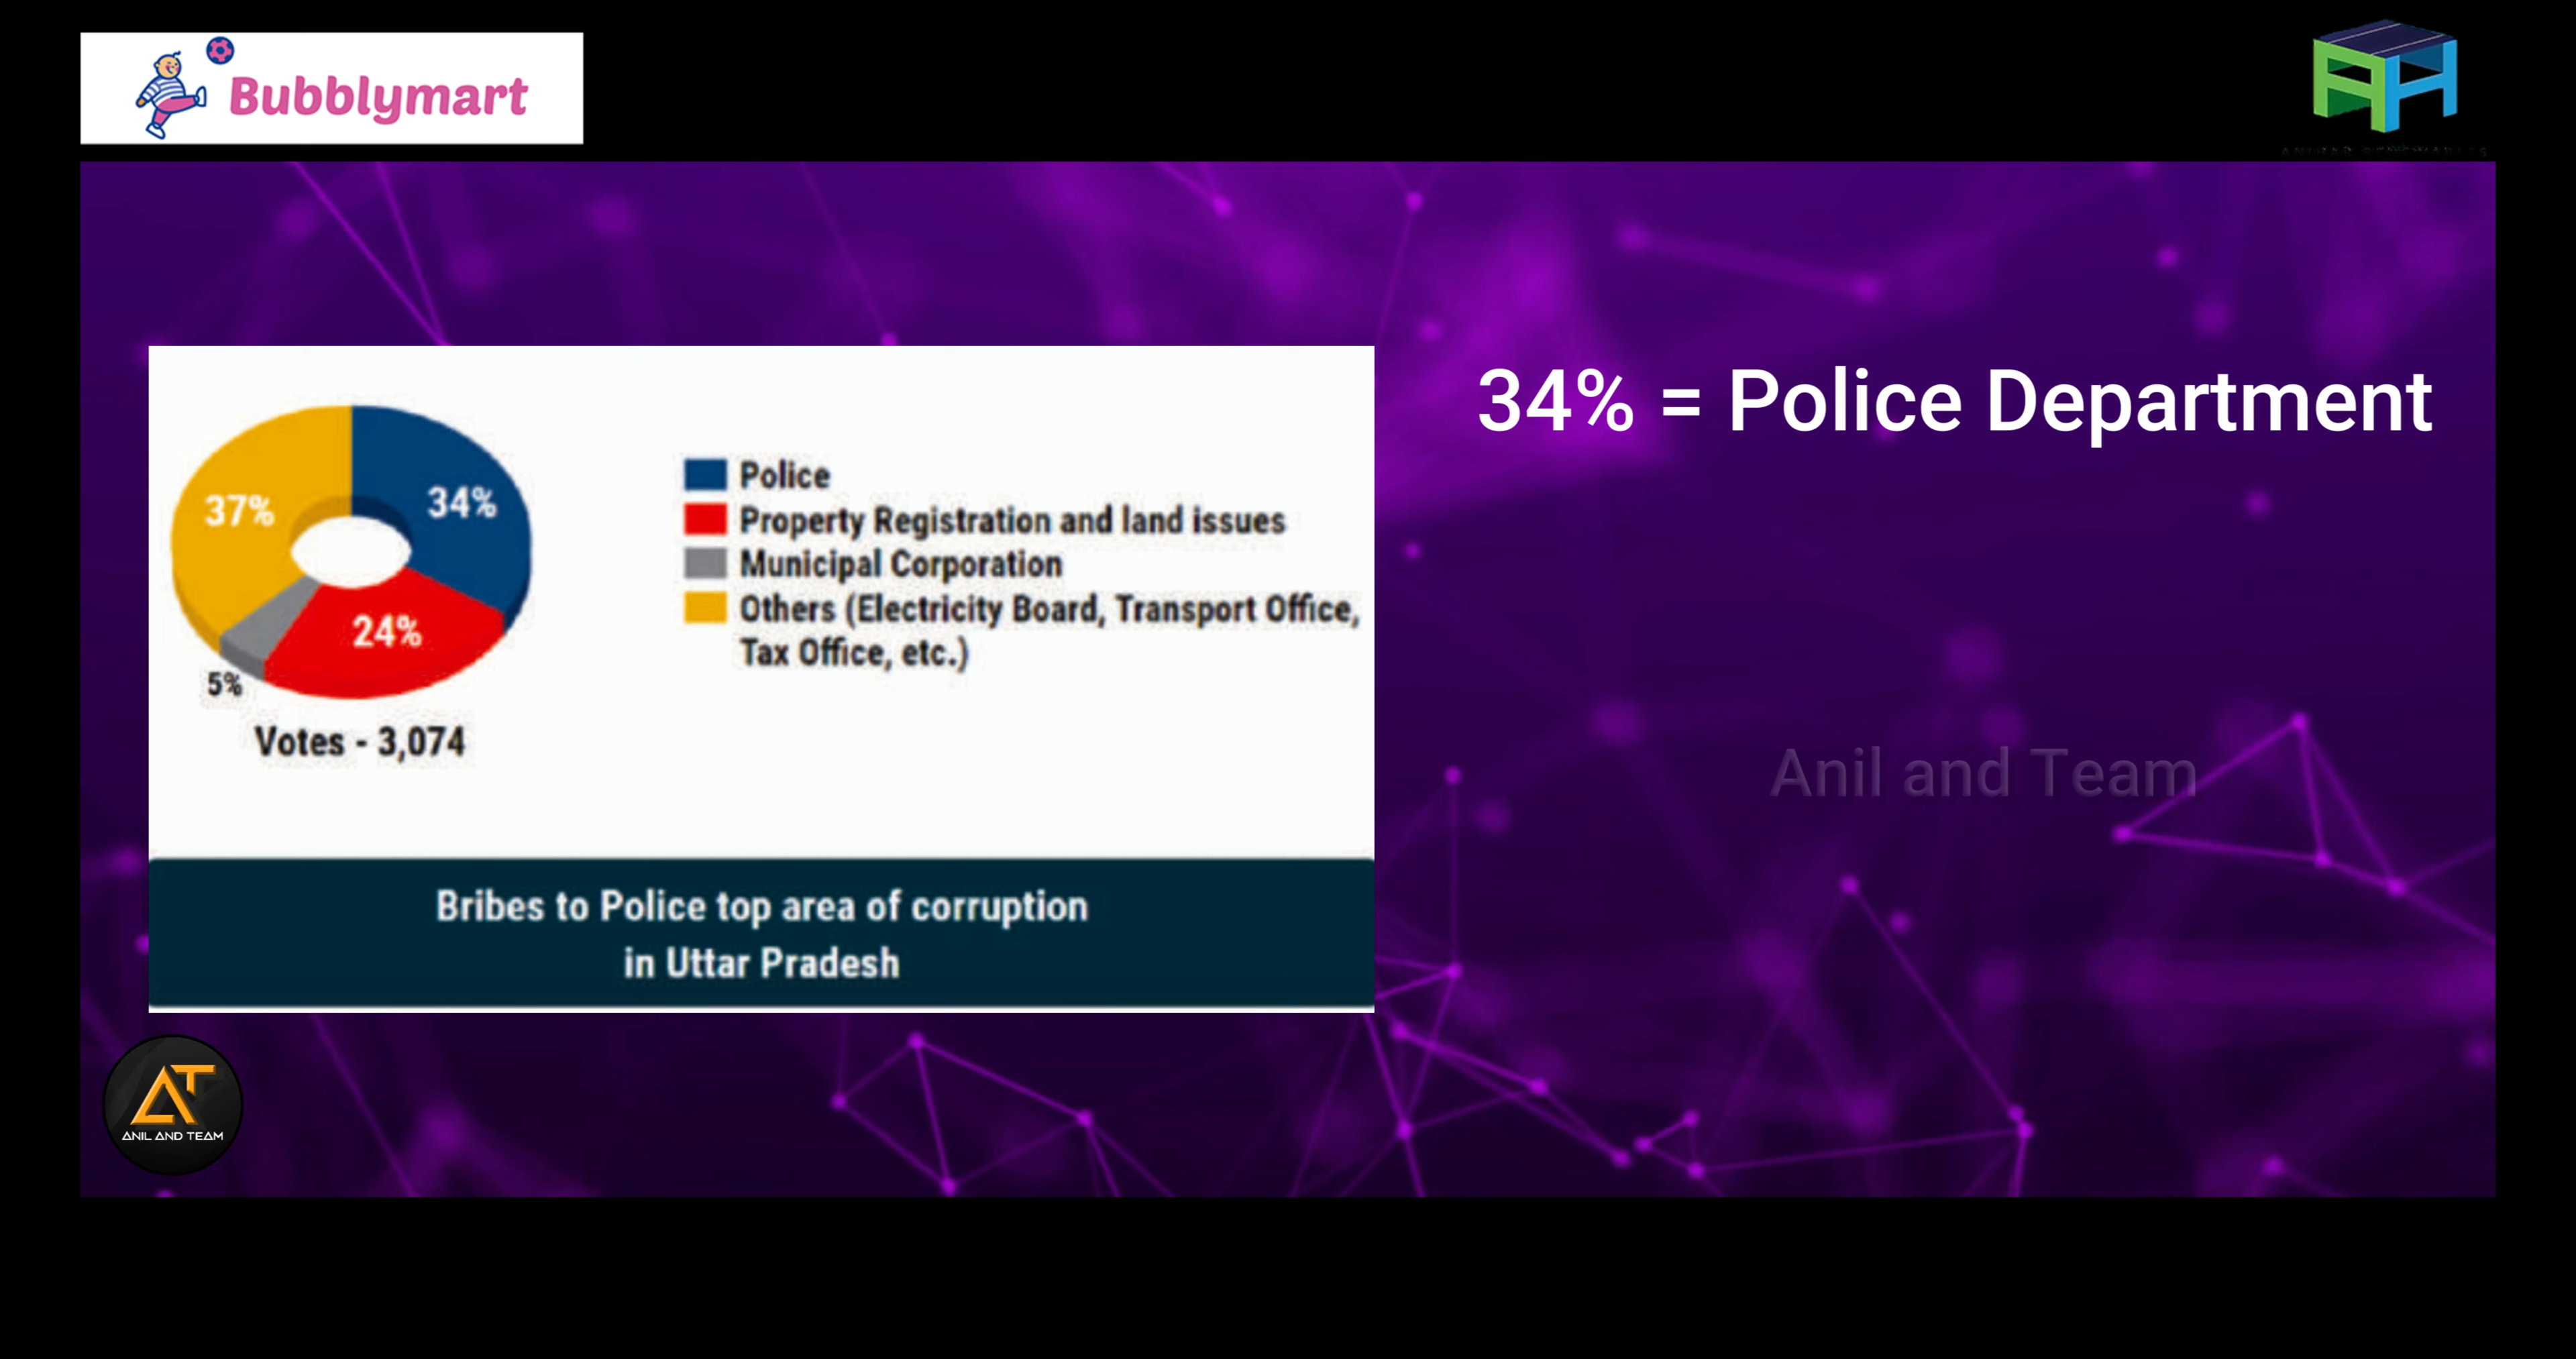 Bubblymart
34% = Police Department
37%
34%
24%
5%
Votes - 3,074
Police
Property Registration and land issues
Municipal Corporation
Others (Electricity Board, Transport Office,
Tax Office, etc.)
Anil and Team
Bribes to Police top area of corruption
in Uttar Pradesh
AT
ANIL AND TEAM